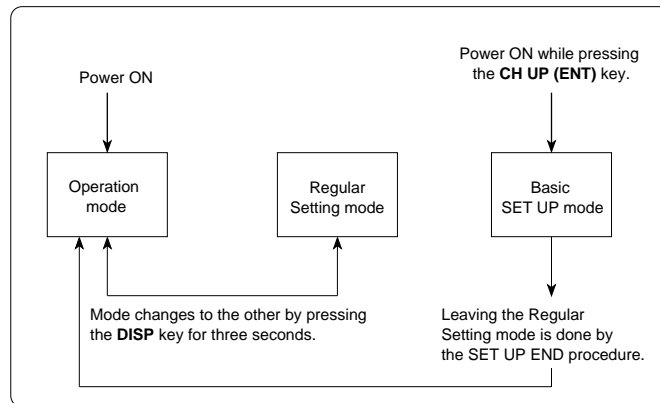 Power ON
Power ON while pressing
the CH UP (ENT) key.
Operation
mode
Regular
Setting mode
Basic
SET UP mode
Mode changes to the other by pressing
the DISP key for three seconds.
Leaving the Regular
Setting mode is done by
the SET UP END procedure.